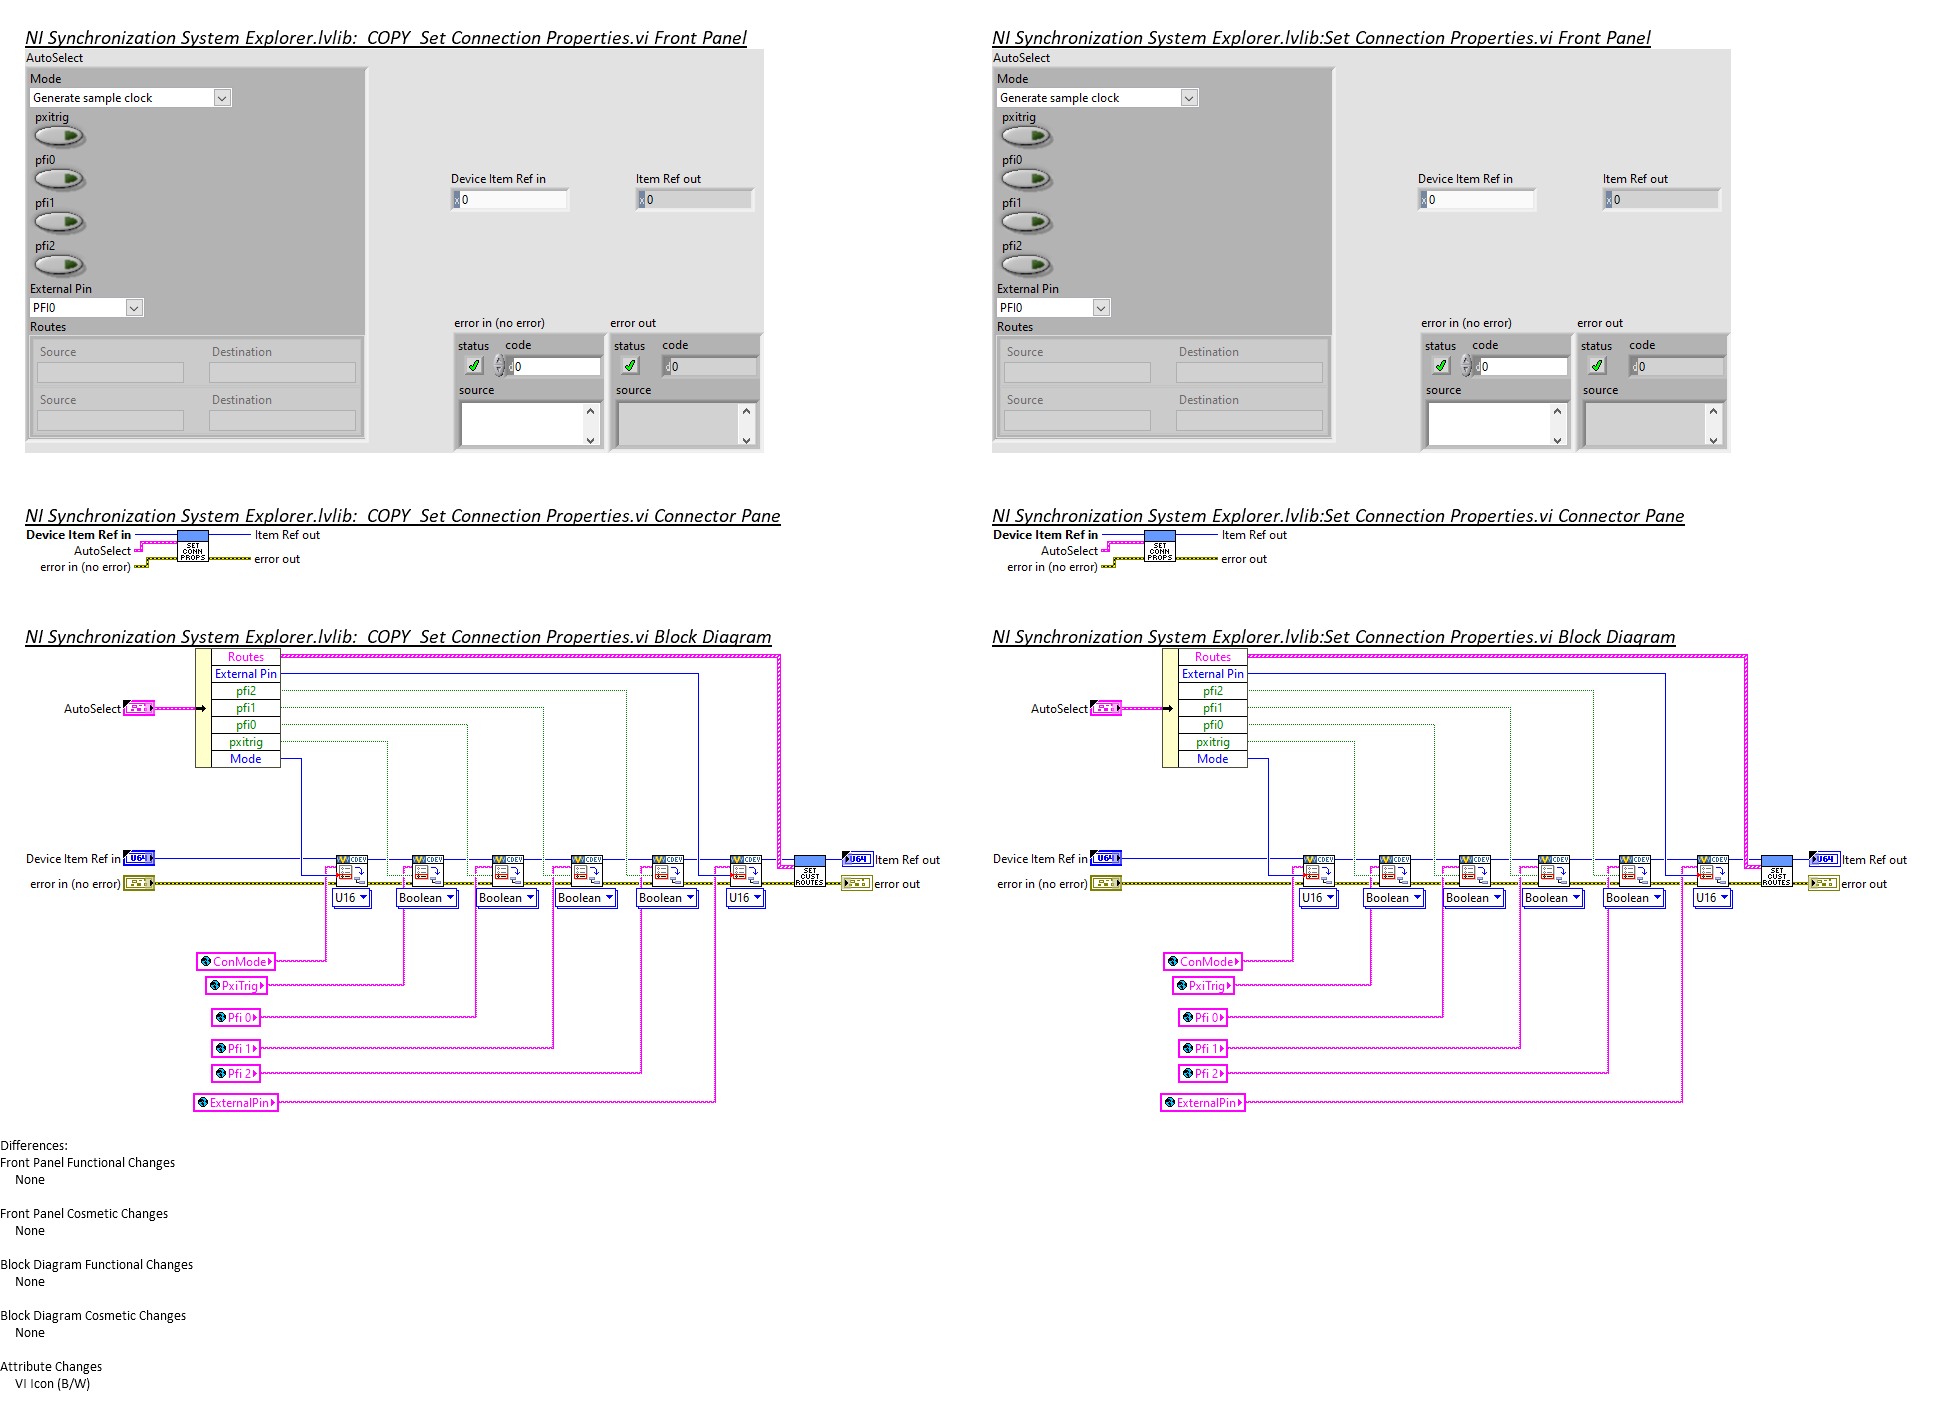 NI Synchronization System Explorer.lvlib:_COPY_Set Connection Properties.vi Front Panel
AutoSelect
Mode
Generate sample clock
pxitrig
pfi0
pfi1
pfi2
External Pin
PFI0
Routes
Source Destination
Source Destination
Device Item Ref in Item Ref out
x 0 x 0
error in (no error) error out
status code status code
d 0 d 0
source source
NI Synchronization System Explorer.lvlib:Set Connection Properties.vi Front Panel
AutoSelect
Mode
Generate sample clock
pxitrig
pfi0
pfi1
pfi2
External Pin
PFI0
Routes
Source Destination
Source Destination
Device Item Ref in Item Ref out
x 0 x 0
error in (no error) error out
status code status code
d 0 d 0
source source
NI Synchronization System Explorer.lvlib:_COPY_Set Connection Properties.vi Connector Pane
Device Item Ref in Item Ref out
AutoSelect
error in (no error) error out
SET
CONN
PROPS
NI Synchronization System Explorer.lvlib:Set Connection Properties.vi Connector Pane
Device Item Ref in Item Ref out
AutoSelect
error in (no error) error out
SET
CONN
PROPS
NI Synchronization System Explorer.lvlib:_COPY_Set Connection Properties.vi Block Diagram
Routes
External Pin
pfi2
AutoSelect pfi1
pfi0
pxitrig
Mode
CDEV CDEV CDEV CDEV CDEV CDEV
Device Item Ref in U64 U64 Item Ref out
error in (no error) error out
SET
CUST
ROUTES
U16 Boolean Boolean Boolean Boolean U16
ConMode
PxiTrig
Pfi 0
Pfi 1
Pfi 2
ExternalPin
NI Synchronization System Explorer.lvlib:Set Connection Properties.vi Block Diagram
Routes
External Pin
pfi2
AutoSelect pfi1
pfi0
pxitrig
Mode
CDEV CDEV CDEV CDEV CDEV CDEV
Device Item Ref in U64 U64 Item Ref out
error in (no error) error out
SET
CUST
ROUTES
U16 Boolean Boolean Boolean Boolean U16
ConMode
PxiTrig
Pfi 0
Pfi 1
Pfi 2
ExternalPin
Differences:
Front Panel Functional Changes
None
Front Panel Cosmetic Changes
None
Block Diagram Functional Changes
None
Block Diagram Cosmetic Changes
None
Attribute Changes
VI Icon (B/W)